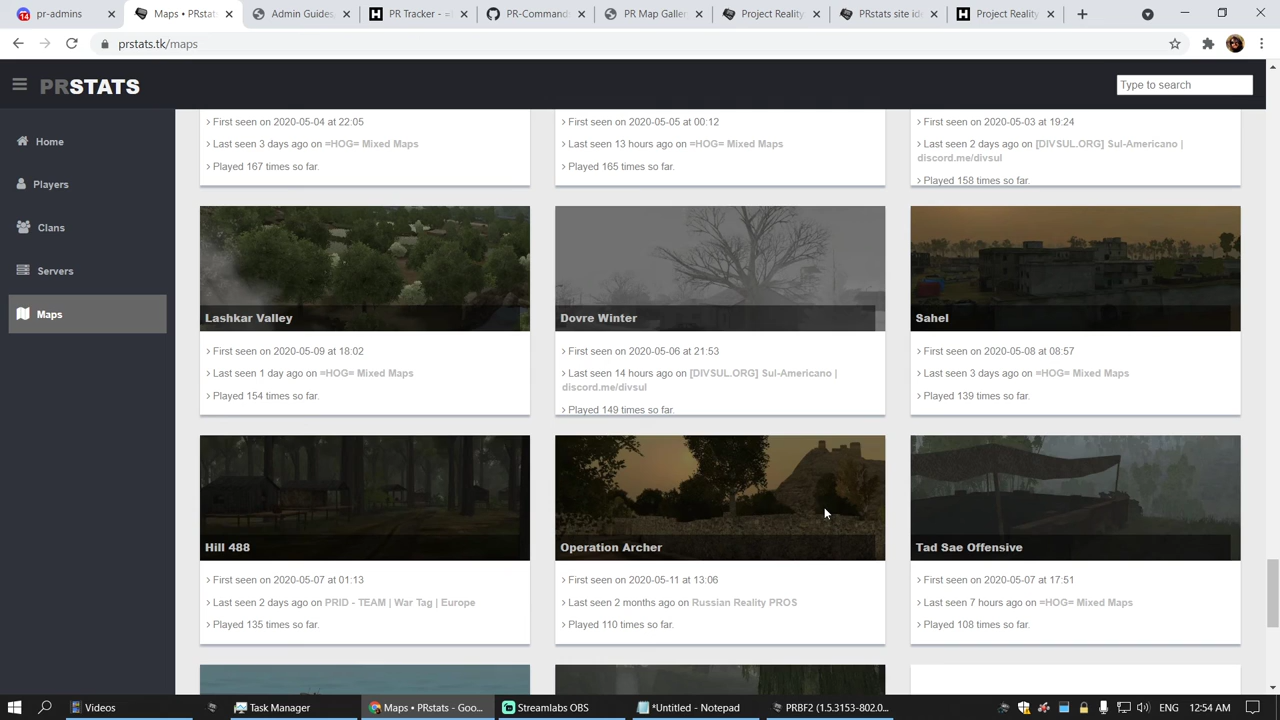 pr-admins
Maps • PRst
Admin Guides
PR Tracker - =
PR-Command
PR Map Galler
Project Reality
PRstats site id
Project Reality
prstats.tk/maps
PRSTATS
Type to search
Home
Players
Clans
Servers
Maps
> First seen on 2020-05-04 at 22:05
> Last seen 3 days ago on =HOG= Mixed Maps
> Played 167 times so far.
> First seen on 2020-05-05 at 00:12
> Last seen 13 hours ago on =HOG= Mixed Maps
> Played 165 times so far.
> First seen on 2020-05-03 at 19:24
> Last seen 2 days ago on [DIVSUL.ORG] Sul-Americano |
discord.me/divsul
> Played 158 times so far.
Lashkar Valley
> First seen on 2020-05-09 at 18:02
> Last seen 1 day ago on =HOG= Mixed Maps
> Played 154 times so far.
Dovre Winter
> First seen on 2020-05-06 at 21:53
> Last seen 14 hours ago on [DIVSUL.ORG] Sul-Americano |
discord.me/divsul
> Played 149 times so far.
Sahel
> First seen on 2020-05-08 at 08:57
> Last seen 3 days ago on =HOG= Mixed Maps
> Played 139 times so far.
Hill 488
> First seen on 2020-05-07 at 01:13
> Last seen 2 days ago on PRID - TEAM | War Tag | Europe
> Played 135 times so far.
Operation Archer
> First seen on 2020-05-11 at 13:06
> Last seen 2 months ago on Russian Reality PROS
> Played 110 times so far.
Tad Sae Offensive
> First seen on 2020-05-07 at 17:51
> Last seen 7 hours ago on =HOG= Mixed Maps
> Played 108 times so far.
Videos
Task Manager
Maps • PRstats - Goo...
Streamlabs OBS
*Untitled - Notepad
PRBF2 (1.5.3153-802.0...
ENG
12:54 AM